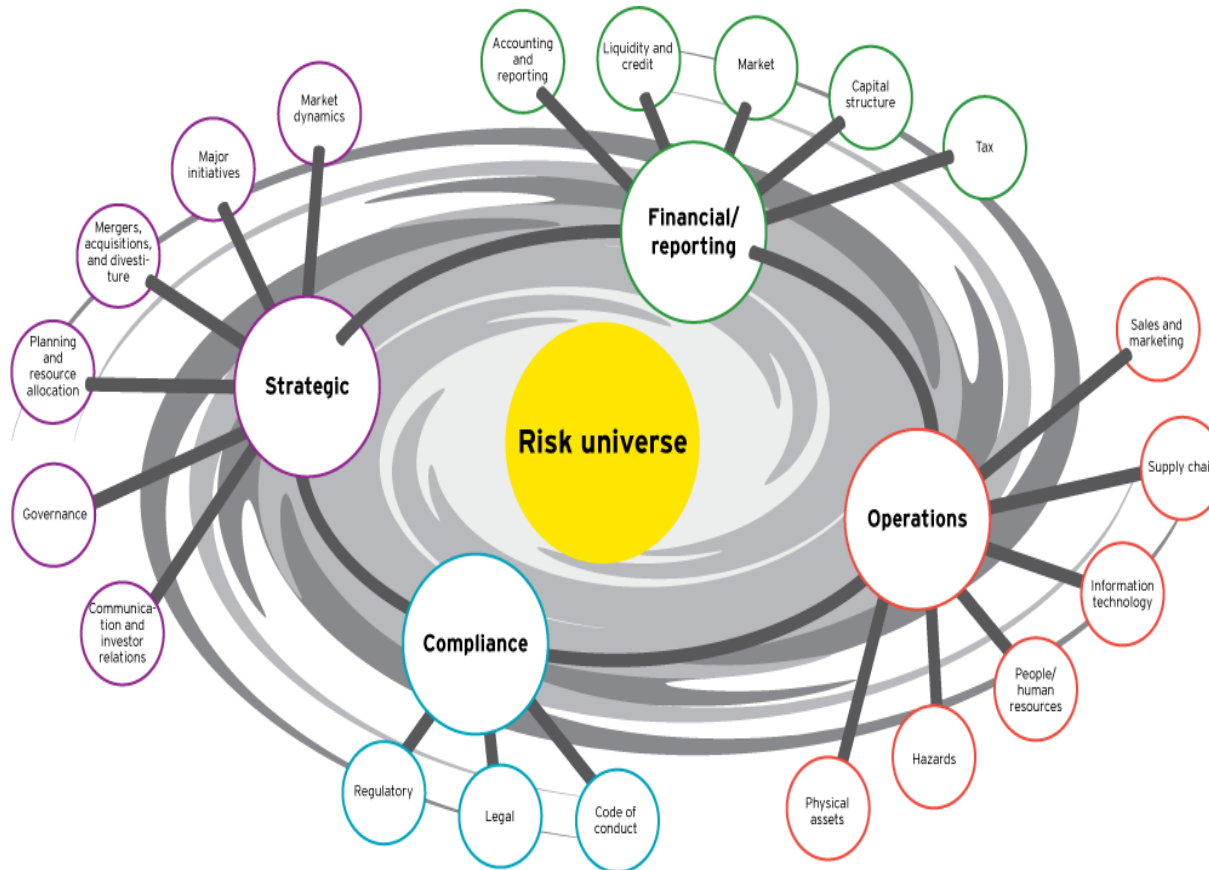 Accounting
and
reporting
Liquidity and
credit
Market
Capital
structure
Tax
Financial/
reporting
Market
dynamics
Major
initiatives
Mergers,
acquisitions,
and divesti-
ture
Planning
and
resource
allocation
Governance
Communica-
tion and
investor
relations
Strategic
Risk universe
Sales and
marketing
Supply chai
Information
technology
People/
human
resources
Hazards
Physical
assets
Operations
Compliance
Regulatory
Legal
Code of
conduct